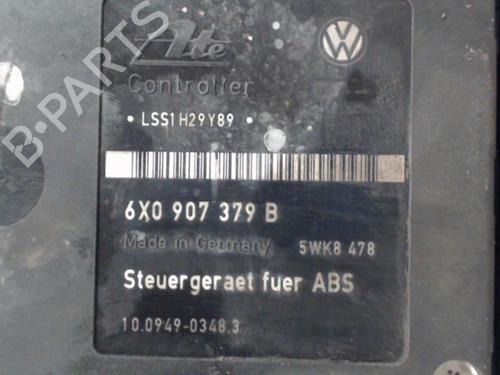 Ate
Controller
• LSS1H29Y89 •
6X0 907 379 B
Made in Germany 5WK8 478
Steuergeraet fuer ABS
10.0949-0348.3
B-PARTS